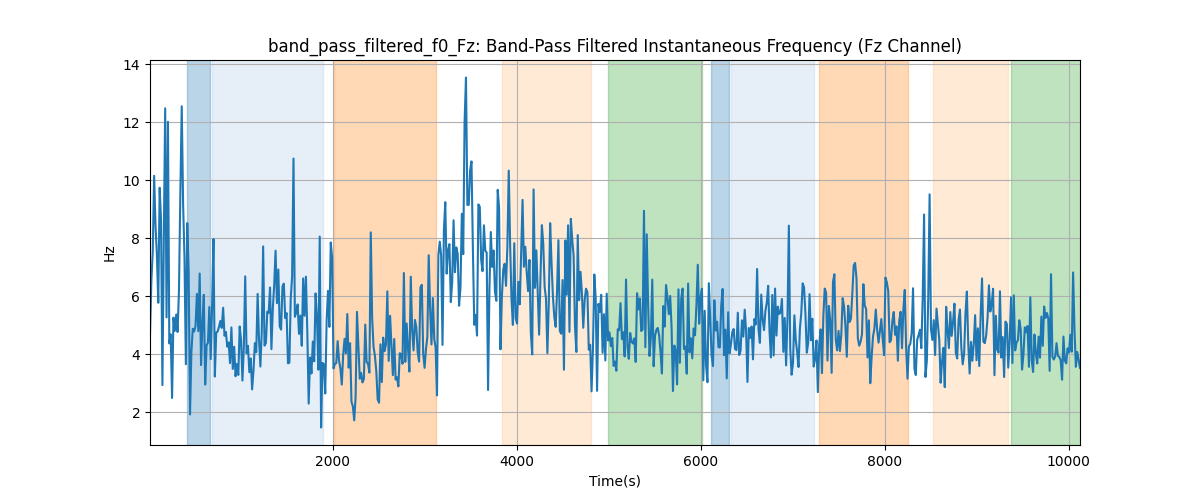 band_pass_filtered_f0_Fz: Band-Pass Filtered Instantaneous Frequency (Fz Channel)
14
12
10
8
6
4
2
Hz
2000 4000 6000 8000 10000
Time(s)